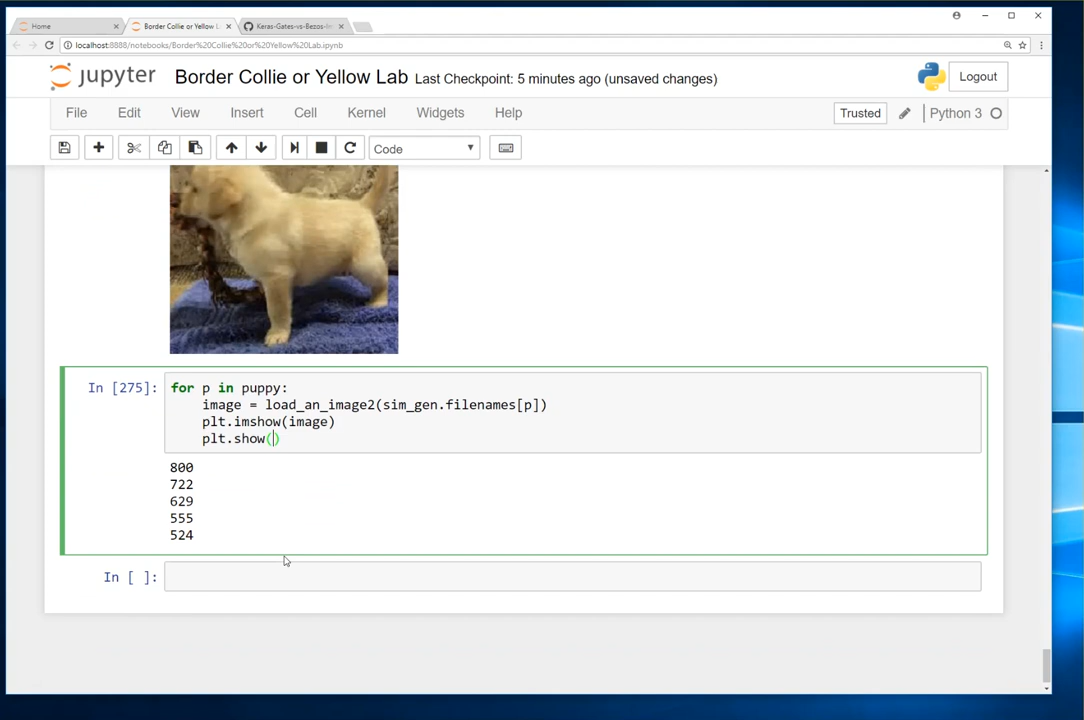 Home
Border Collie or Yellow L
Keras-Gates-vs-Bezos-Im
localhost:8888/notebooks/Border%20Collie%20or%20Yellow%20Lab.ipynb
jupyter Border Collie or Yellow Lab Last Checkpoint: 5 minutes ago (unsaved changes) Logout
File Edit View Insert Cell Kernel Widgets Help Trusted Python 3
Code
In [275]: for p in puppy:
image = load_an_image2(sim_gen.filenames[p])
plt.imshow(image)
plt.show()
800
722
629
555
524
In [ ]: